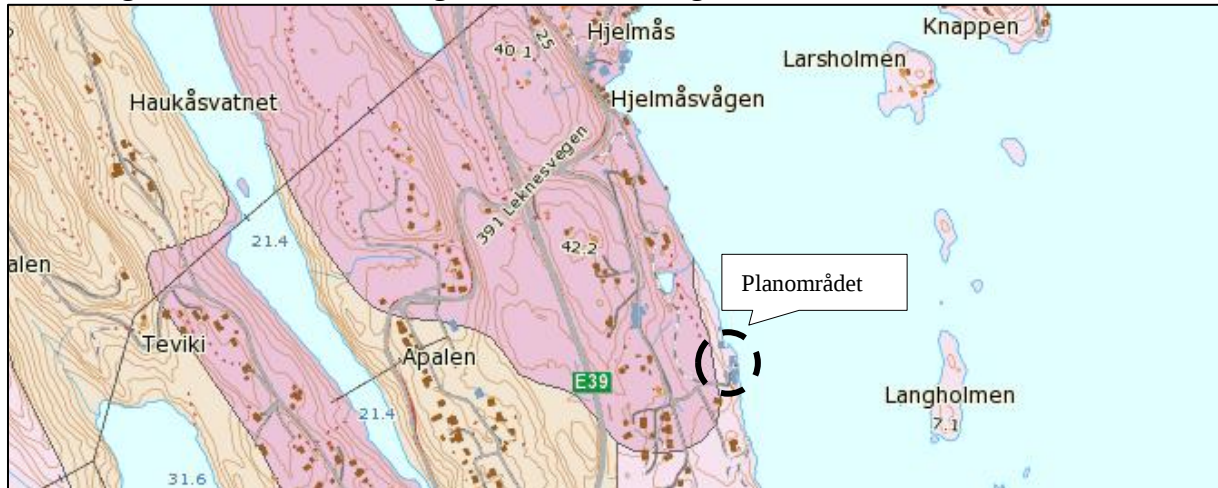 Hjelmås
Knappen
40.1
25
Larsholmen
Haukåsvatnet
Hjelmåsvågen
391 Leknesvegen
21.4
42.2
alen
Planområdet
Teviki
Apalen
E39
Langholmen
21.4
7.1
31.6